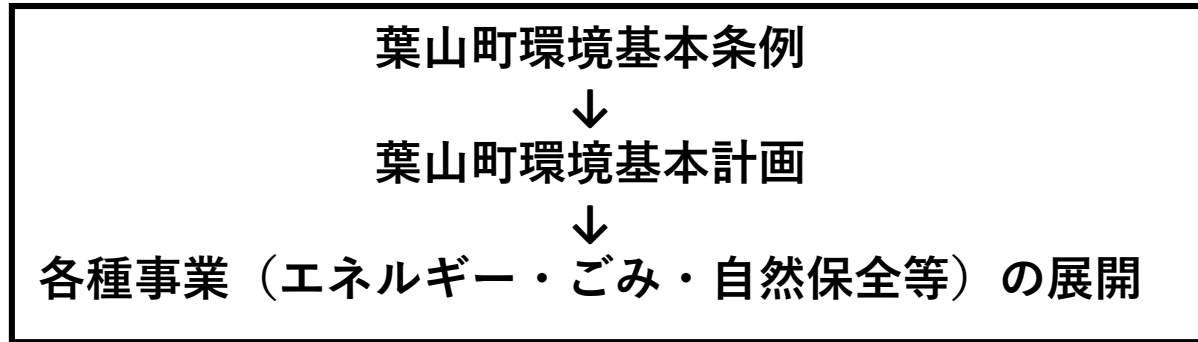 葉山町環境基本条例
↓
葉山町環境基本計画
↓
各種事業（エネルギー・ごみ・自然保全等）の展開